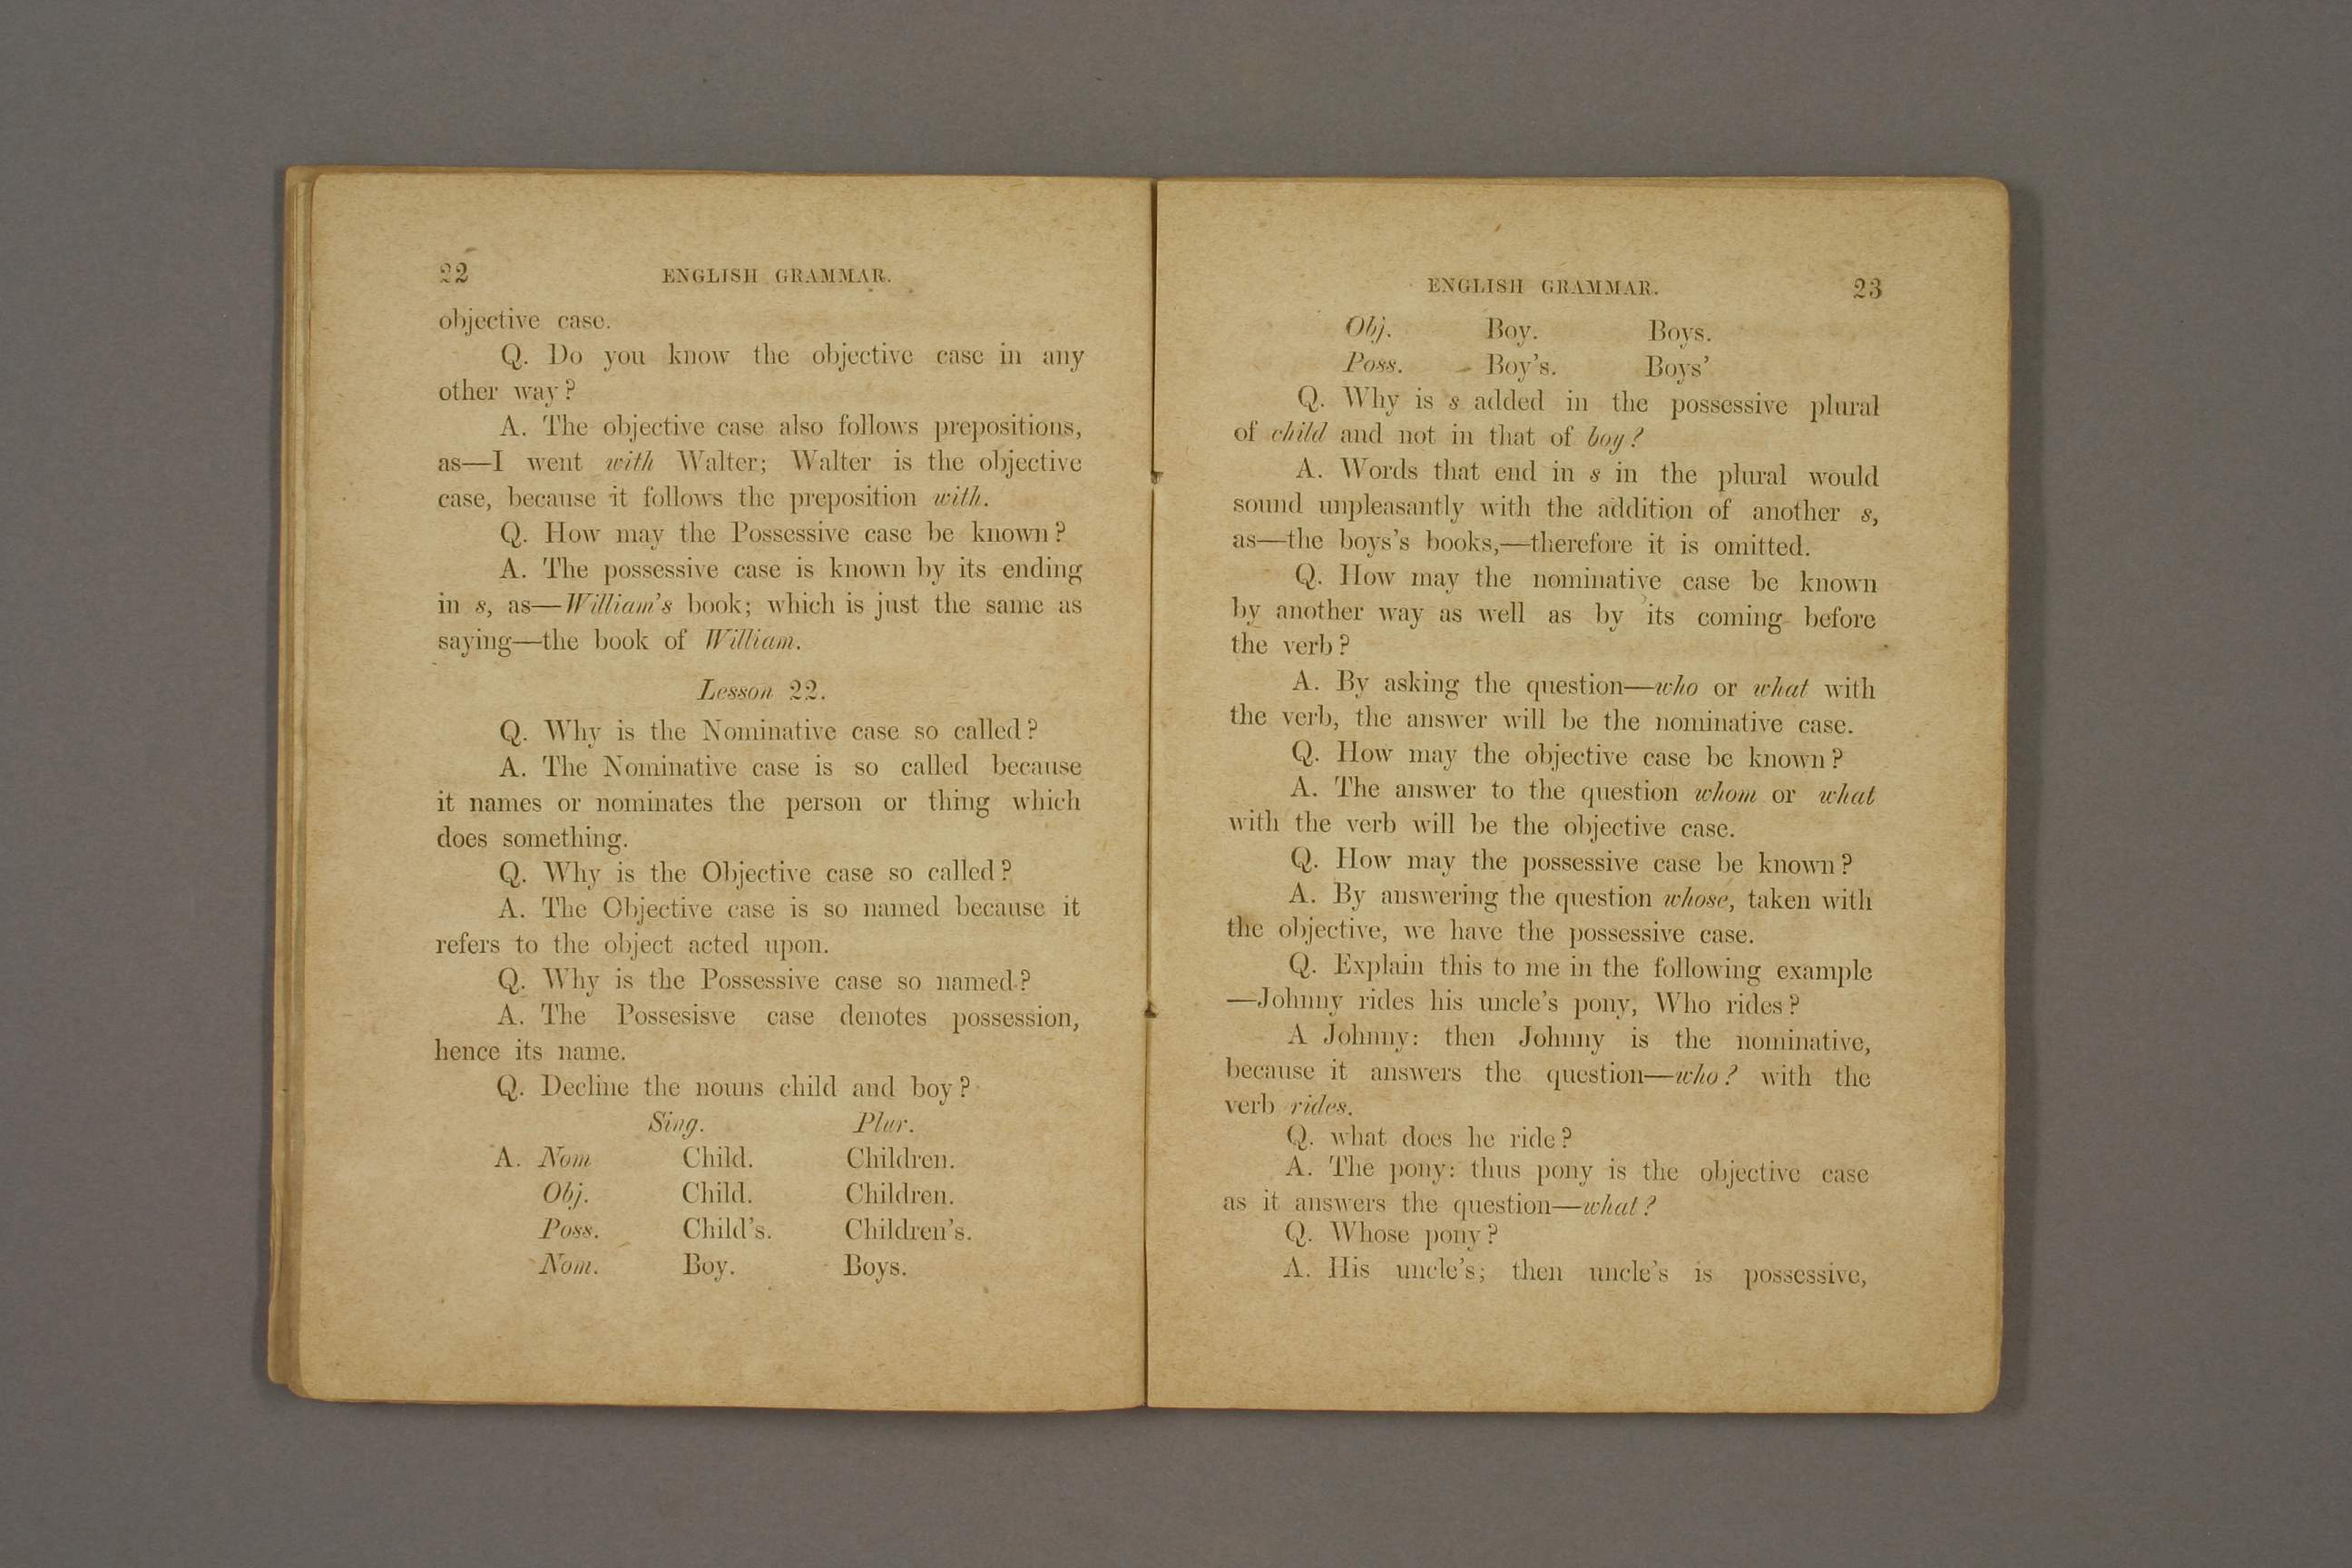 22 ENGLISH GRAMMAR.
objective case.
Q. Do you know the objective case in any
other way?
A. The objective case also follows prepositions,
as—I went with Walter; Walter is the objective
case, because it follows the preposition with.
Q. How may the Possessive case be known?
A. The possessive case is known by its ending
in s, as—William's book; which is just the same as
saying—the book of William.
Lesson 22.
Q. Why is the Nominative case so called?
A. The Nominative case is so called because
it names or nominates the person or thing which
does something.
Q. Why is the Objective case so called?
A. The Objective case is so named because it
refers to the object acted upon.
Q. Why is the Possessive case so named?
A. The Possesisve case denotes possession,
hence its name.
Q. Decline the nouns child and boy?
Sing. Plur.
A. Nom Child. Children.
Obj. Child. Children.
Poss. Child's. Children's.
Nom. Boy. Boys.
ENGLISH GRAMMAR. 23
Obj. Boy. Boys.
Poss. Boy's. Boys'
Q. Why is s added in the possessive plural
of child and not in that of boy?
A. Words that end in s in the plural would
sound unpleasantly with the addition of another s,
as—the boys's books,—therefore it is omitted.
Q. How may the nominative case be known
by another way as well as by its coming before
the verb?
A. By asking the question—who or what with
the verb, the answer will be the nominative case.
Q. How may the objective case be known?
A. The answer to the question whom or what
with the verb will be the objective case.
Q. How may the possessive case be known?
A. By answering the question whose, taken with
the objective, we have the possessive case.
Q. Explain this to me in the following example
—Johnny rides his uncle's pony, Who rides?
A Johnny: then Johnny is the nominative,
because it answers the question—who? with the
verb rides.
Q. what does he ride?
A. The pony: thus pony is the objective case
as it answers the question—what?
Q. Whose pony?
A. His uncle's; then uncle's is possessive,